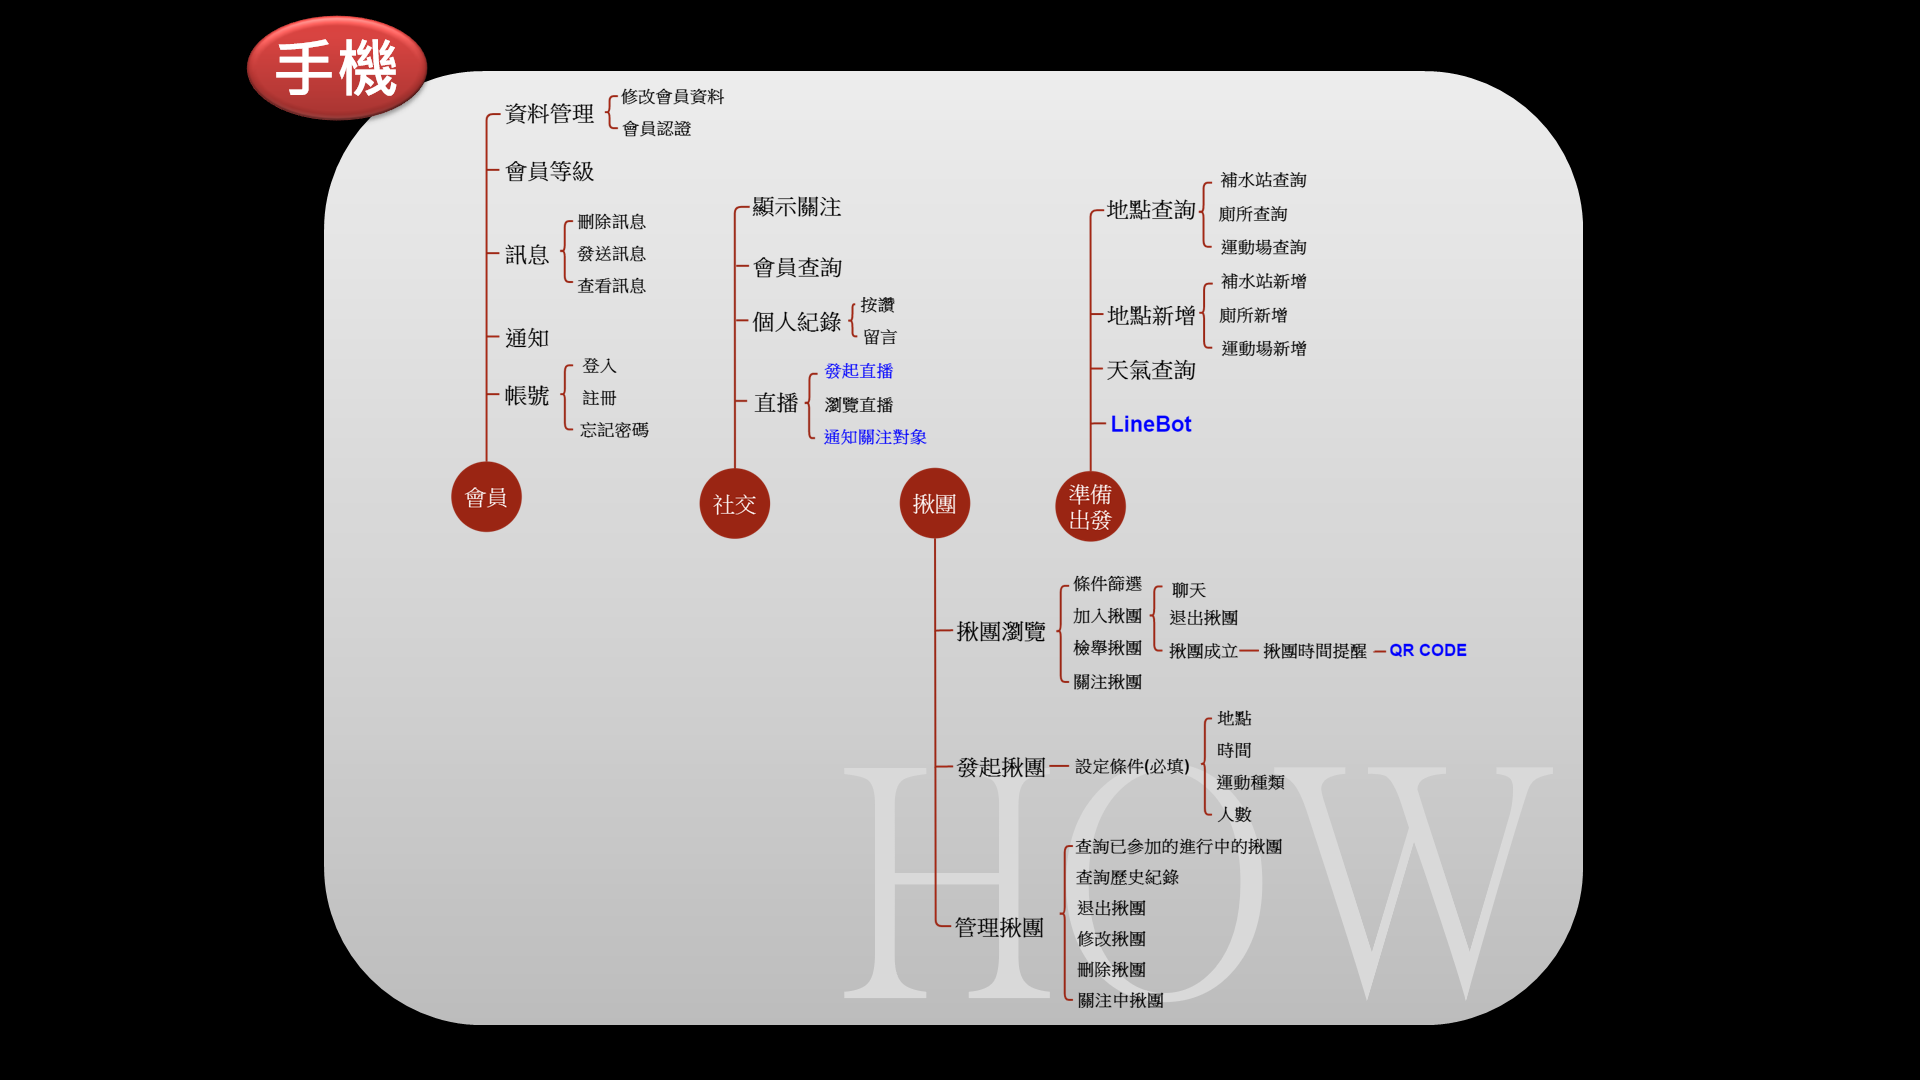 手機
資料管理
修改會員資料
會員認證
會員等級
訊息
刪除訊息
發送訊息
查看訊息
通知
帳號
登入
註冊
忘記密碼
會員
顯示關注
會員查詢
個人紀錄
按讚
留言
直播
發起直播
瀏覽直播
通知關注對象
社交
揪團
地點查詢
補水站查詢
廁所查詢
運動場查詢
地點新增
補水站新增
廁所新增
運動場新增
天氣查詢
LineBot
準備
出發
揪團瀏覽
條件篩選
加入揪團
檢舉揪團
關注揪團
聊天
退出揪團
揪團成立
揪團時間提醒
QR CODE
發起揪團
設定條件(必填)
地點
時間
運動種類
人數
管理揪團
查詢已參加的進行中的揪團
查詢歷史紀錄
退出揪團
修改揪團
刪除揪團
關注中揪團
HOW